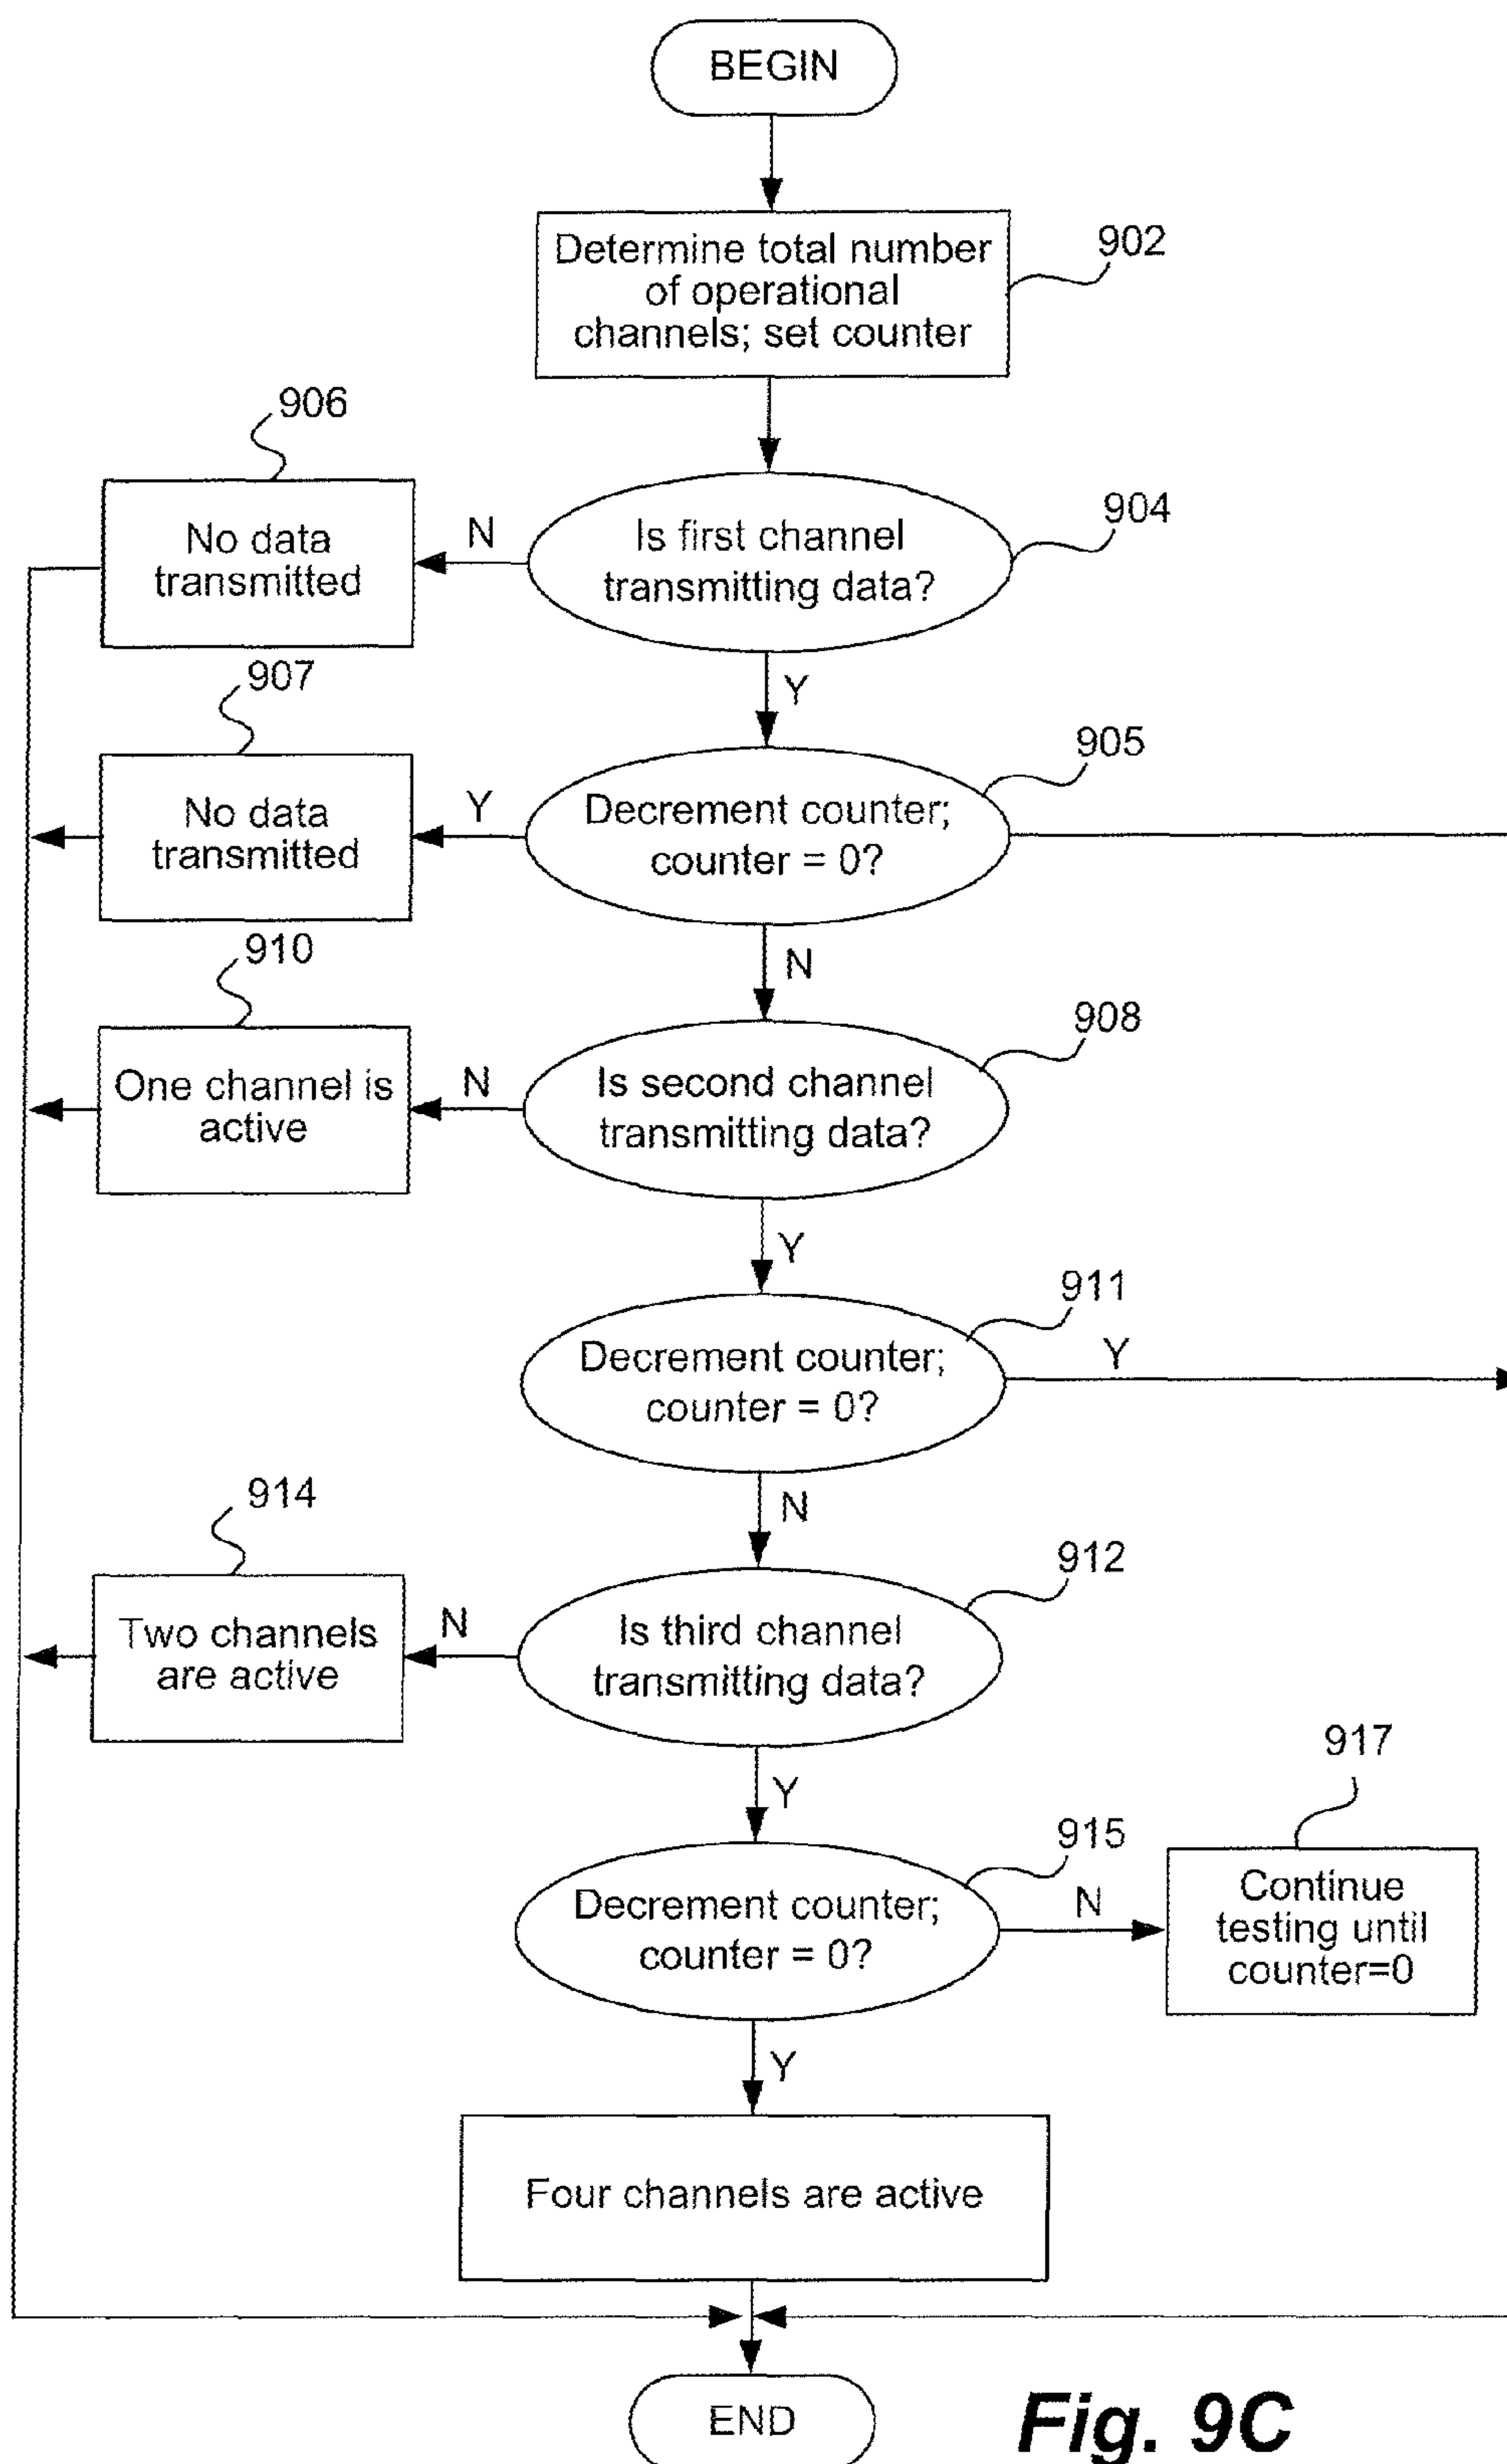 BEGIN
Determine total number
of operational
channels; set counter
902
906
No data
transmitted
N
Is first channel
transmitting data?
904
Y
907
No data
transmitted
Y
Decrement counter;
counter = 0?
905
N
910
One channel is
active
N
Is second channel
transmitting data?
908
Y
Decrement counter;
counter = 0?
911
Y
N
914
Two channels
are active
N
Is third channel
transmitting data?
912
Y
Decrement counter;
counter = 0?
915
N
917
Continue
testing until
counter=0
Y
Four channels are active
END
Fig. 9C